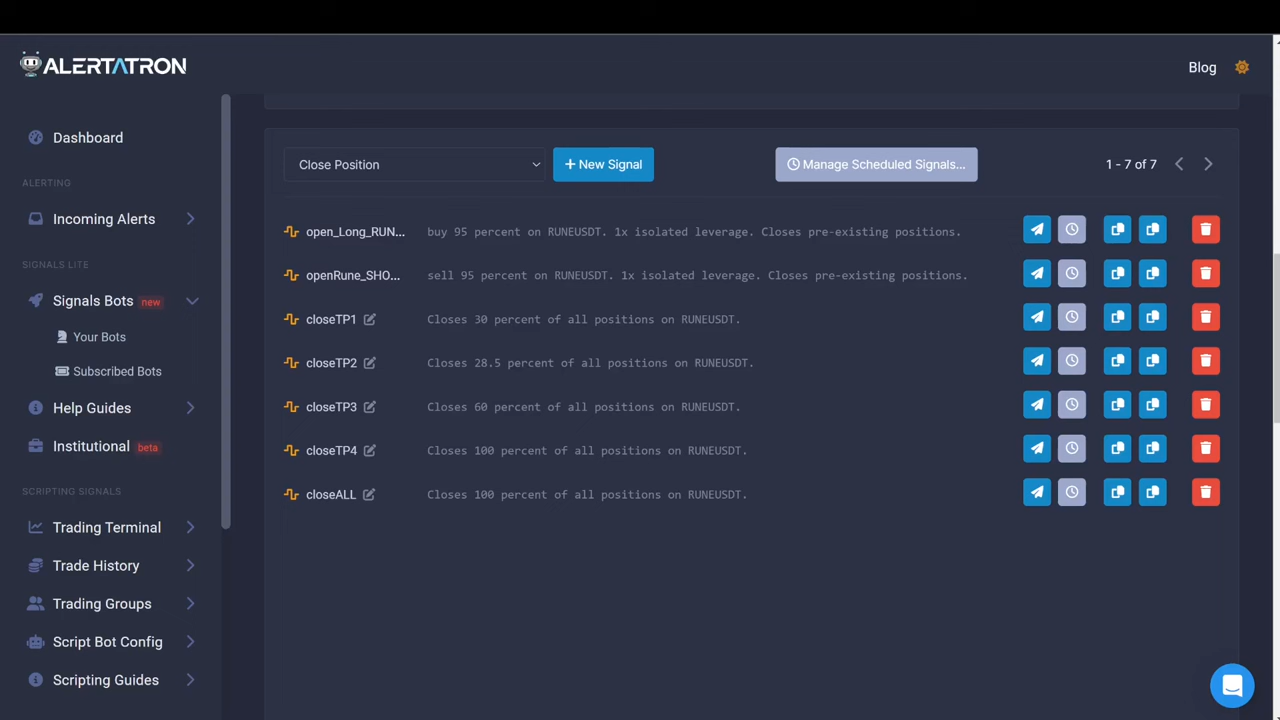 ALERTATRON
Blog
Dashboard
ALERTING
Incoming Alerts
SIGNALS LITE
Signals Bots new
Your Bots
Subscribed Bots
Help Guides
Institutional beta
SCRIPTING SIGNALS
Trading Terminal
Trade History
Trading Groups
Script Bot Config
Scripting Guides
Close Position
+ New Signal
Manage Scheduled Signals...
1 - 7 of 7
open_Long_RUN... buy 95 percent on RUNEUSDT. 1x isolated leverage. Closes pre-existing positions.
openRune_SHO... sell 95 percent on RUNEUSDT. 1x isolated leverage. Closes pre-existing positions.
closeTP1 Closes 30 percent of all positions on RUNEUSDT.
closeTP2 Closes 28.5 percent of all positions on RUNEUSDT.
closeTP3 Closes 60 percent of all positions on RUNEUSDT.
closeTP4 Closes 100 percent of all positions on RUNEUSDT.
closeALL Closes 100 percent of all positions on RUNEUSDT.